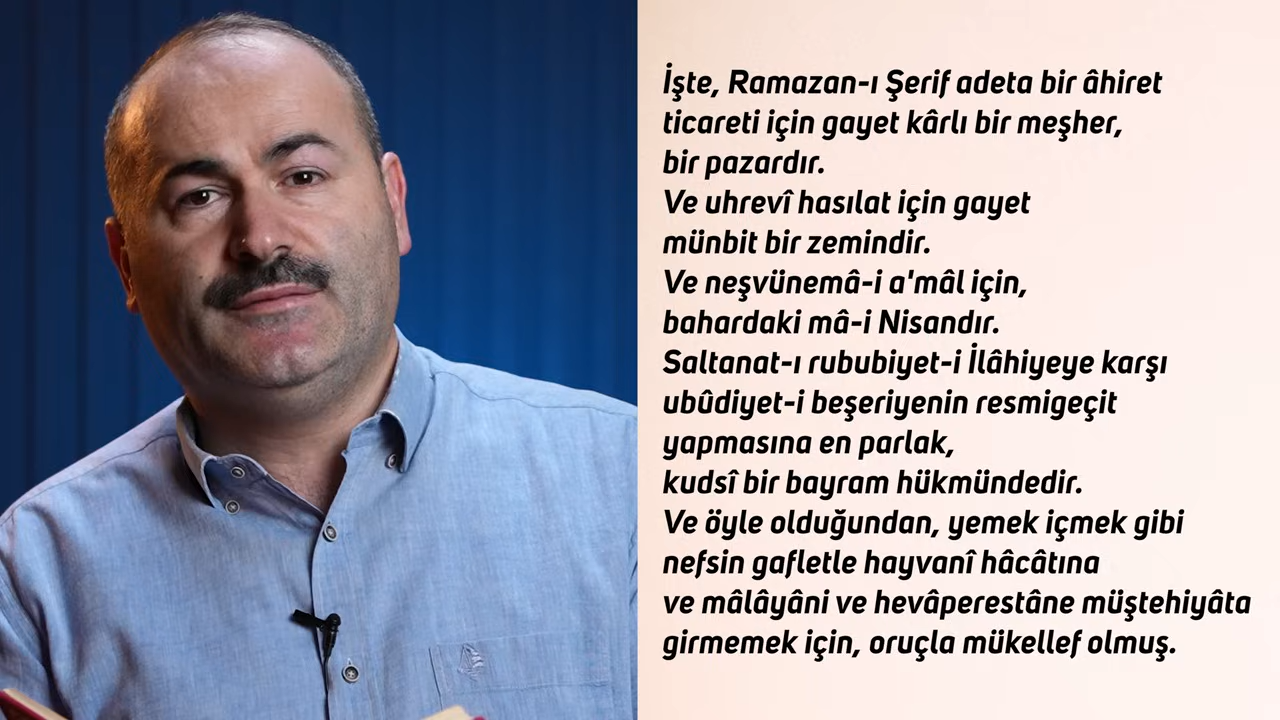 İşte, Ramazan-ı Şerif adeta bir âhiret
ticareti için gayet kârlı bir meşher,
bir pazardır.
Ve uhrevî hasılat için gayet
münbit bir zemindir.
Ve neşvünemâ-i a'mâl için,
bahardaki mâ-i Nisandır.
Saltanat-ı rububiyet-i İlâhiyeye karşı
ubûdiyet-i beşeriyenin resmigeçit
yapmasına en parlak,
kudsî bir bayram hükmündedir.
Ve öyle olduğundan, yemek içmek gibi
nefsin gafletle hayvanî hâcâtına
ve mâlâyâni ve hevâperestâne müştehiyâta
girmemek için, oruçla mükellef olmuş.